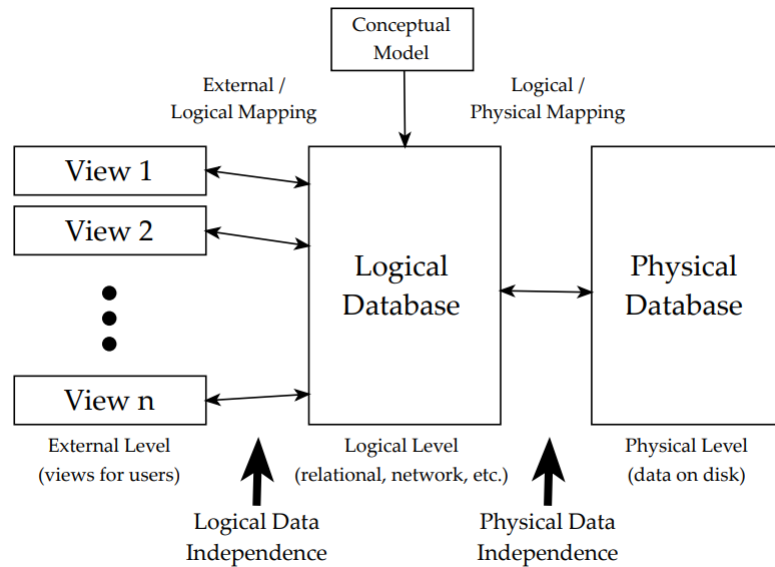 Conceptual
Model
External /
Logical Mapping
Logical /
Physical Mapping
View 1
View 2
View n
Logical
Database
Physical
Database
External Level
(views for users)
Logical Level
(relational, network, etc.)
Physical Level
(data on disk)
Logical Data
Independence
Physical Data
Independence